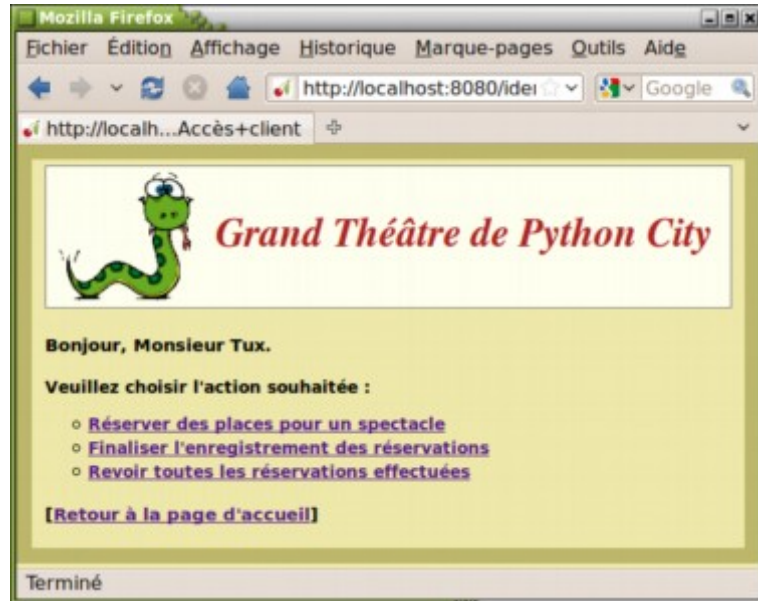 Mozilla Firefox
Fichier Édition Affichage Historique Marque-pages Outils Aide
http://localhost:8080/ider Google
http://localh...Accès+client
Grand Théâtre de Python City
Bonjour, Monsieur Tux.
Veuillez choisir l'action souhaitée :
Réserver des places pour un spectacle
Finaliser l'enregistrement des réservations
Revoir toutes les réservations effectuées
[Retour à la page d'accueil]
Terminé